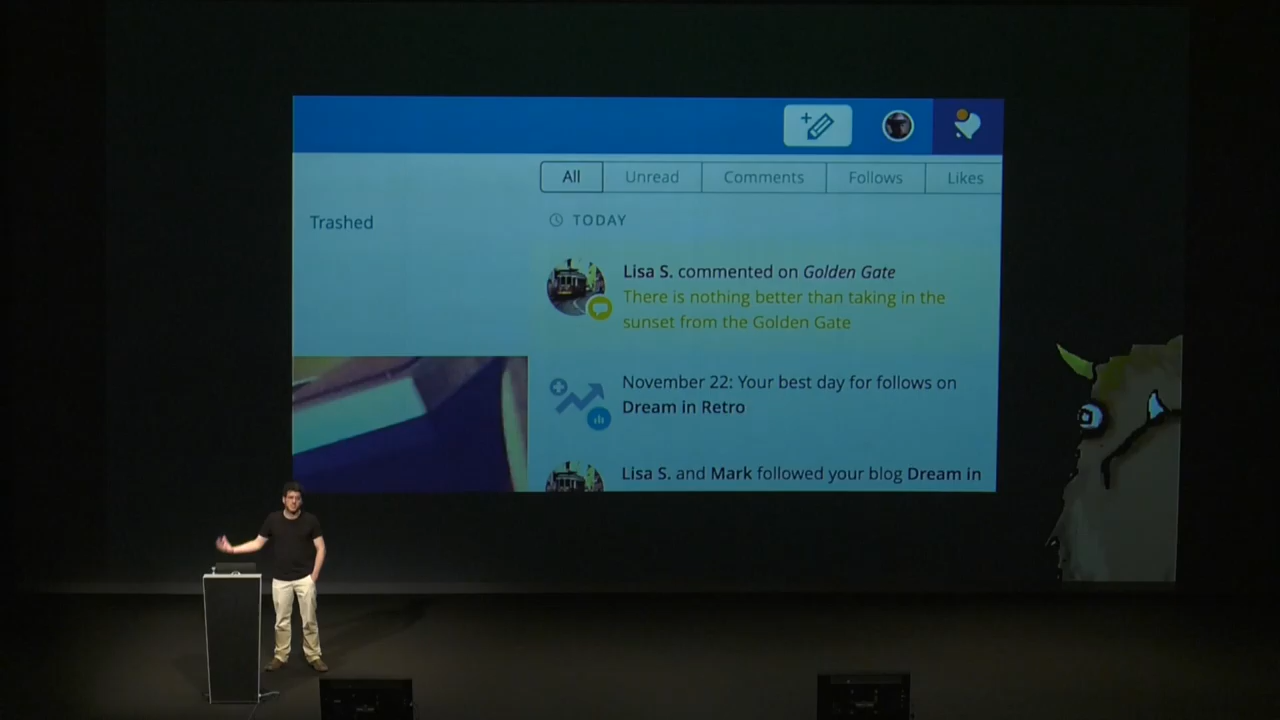 All
Unread
Comments
Follows
Likes
Trashed
TODAY
Lisa S. commented on Golden Gate
There is nothing better than taking in the
sunset from the Golden Gate
November 22: Your best day for follows on
Dream in Retro
Lisa S. and Mark followed your blog Dream in